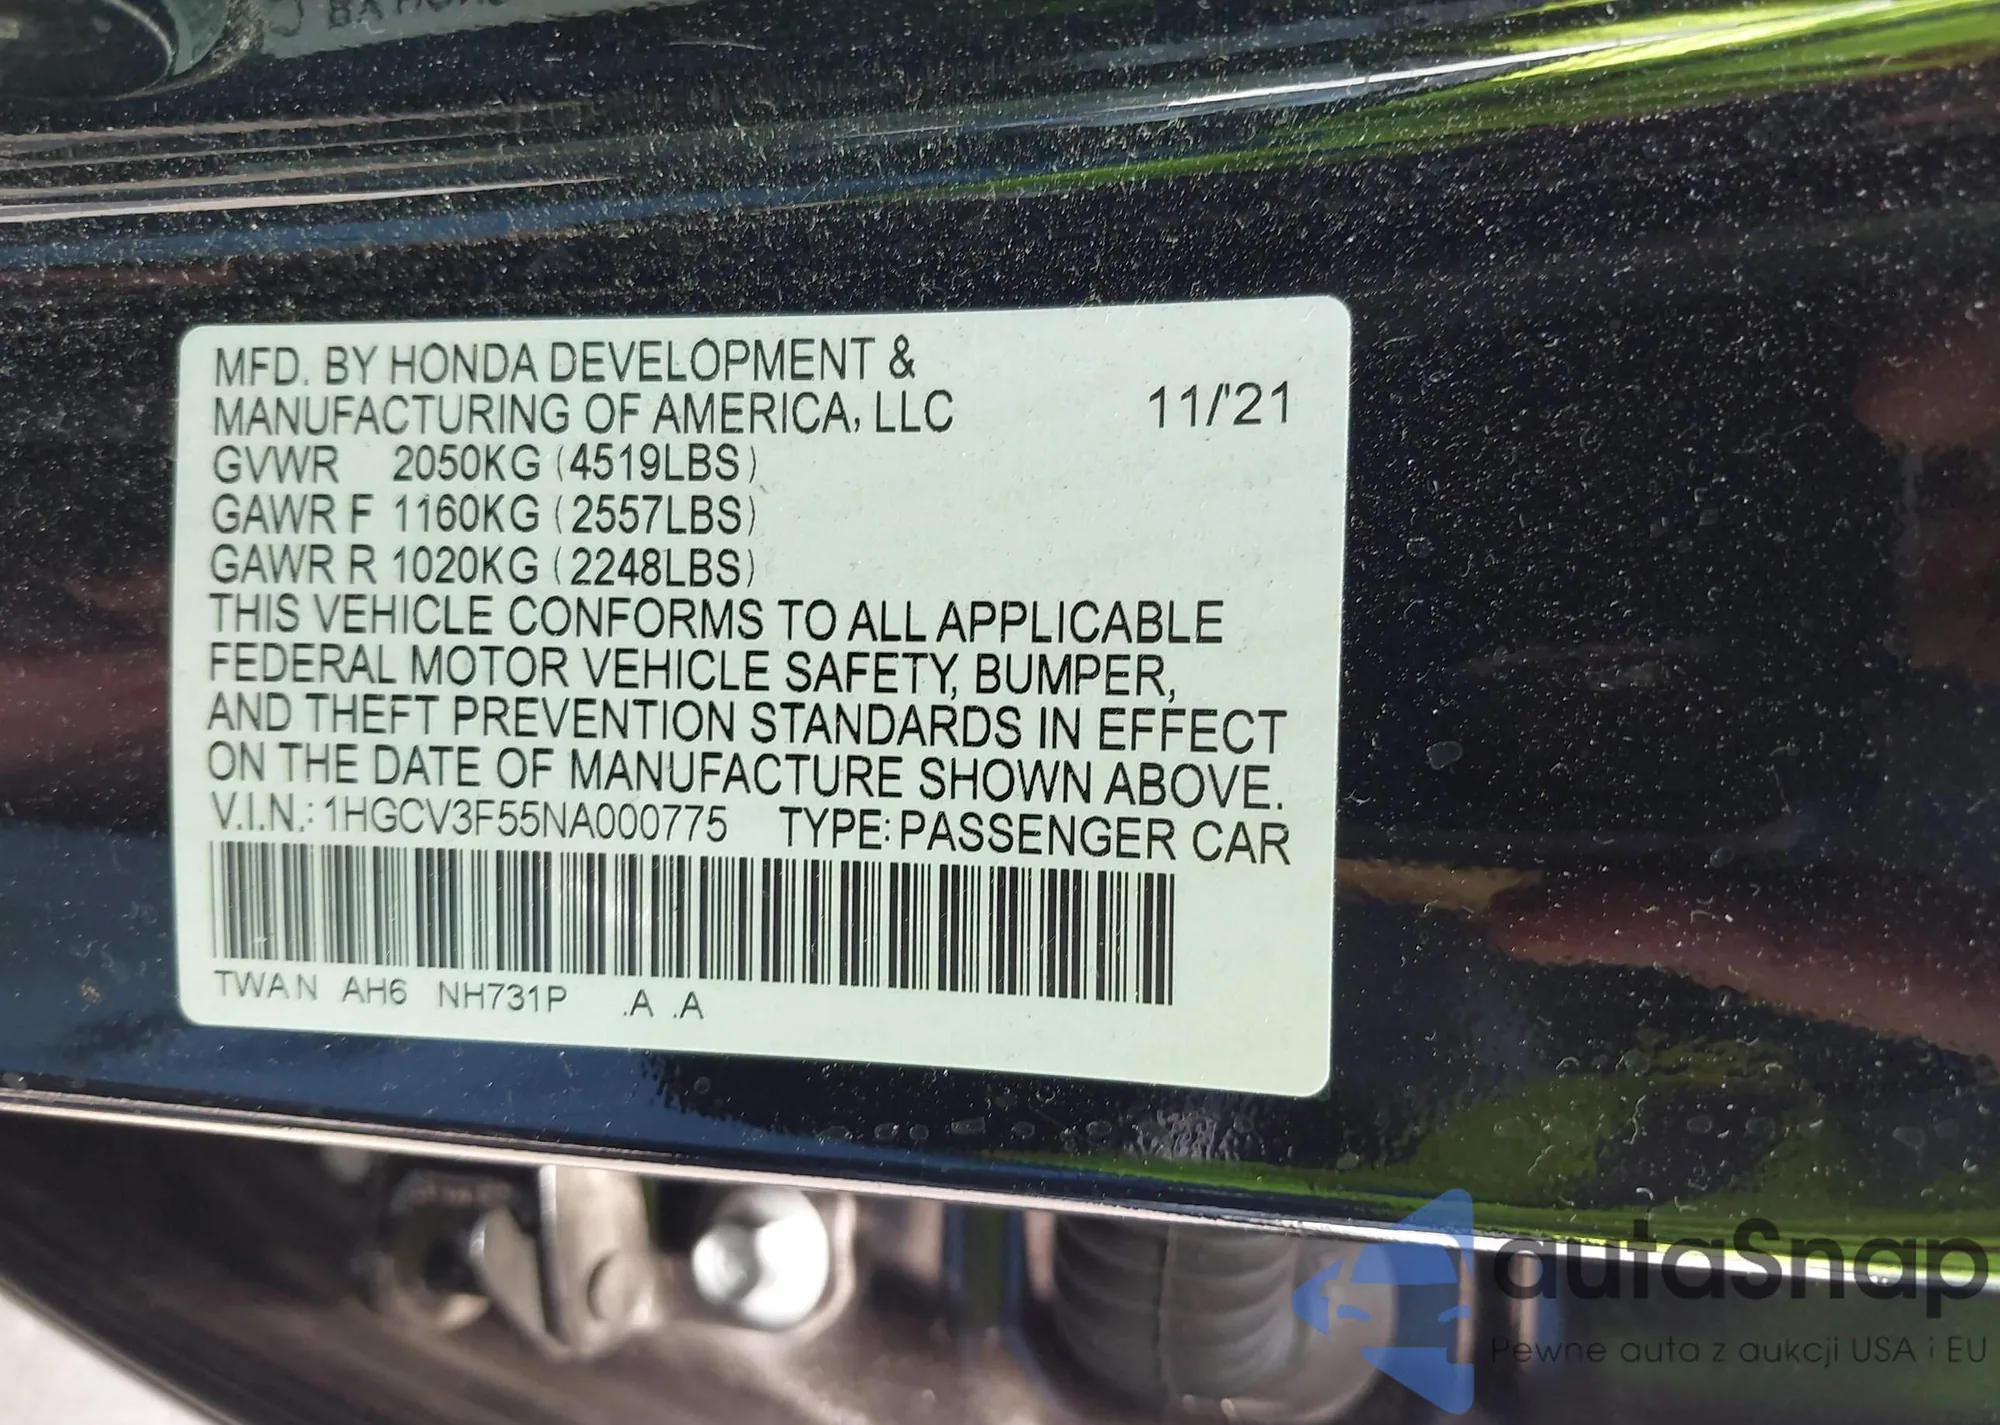 MFD. BY HONDA DEVELOPMENT &
MANUFACTURING OF AMERICA, LLC 11/'21
GVWR 2050KG (4519LBS)
GAWR F 1160KG (2557LBS)
GAWR R 1020KG (2248LBS)
THIS VEHICLE CONFORMS TO ALL APPLICABLE
FEDERAL MOTOR VEHICLE SAFETY, BUMPER,
AND THEFT PREVENTION STANDARDS IN EFFECT
ON THE DATE OF MANUFACTURE SHOWN ABOVE.
V.I.N.: 1HGCV3F55NA000775 TYPE: PASSENGER CAR
TWAN AH6 NH731P .A .A
autaSnap
Pewne auta z aukcji USA i EU